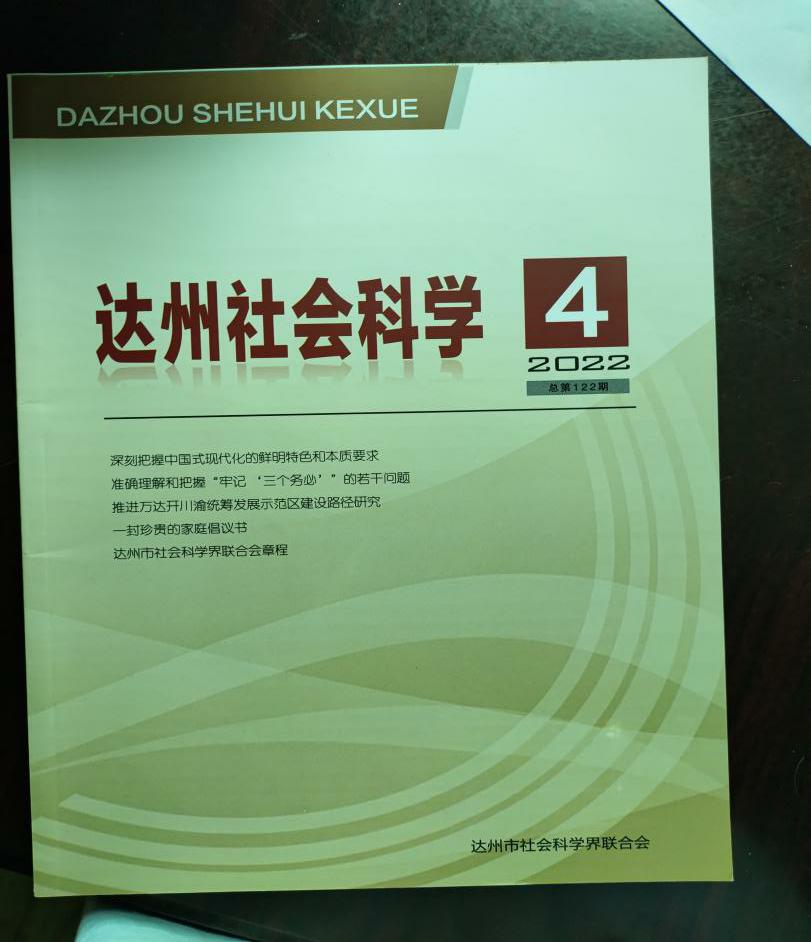 DAZHOU SHEHUI KEXUE
达州社会科学
4
2022
总第122期
深刻把握中国式现代化的鲜明特色和本质要求
准确理解和把握“牢记‘三个务必’”的若干问题
推进万达开川渝统筹发展示范区建设路径研究
一封珍贵的家庭倡议书
达州市社会科学界联合会章程
达州市社会科学界联合会